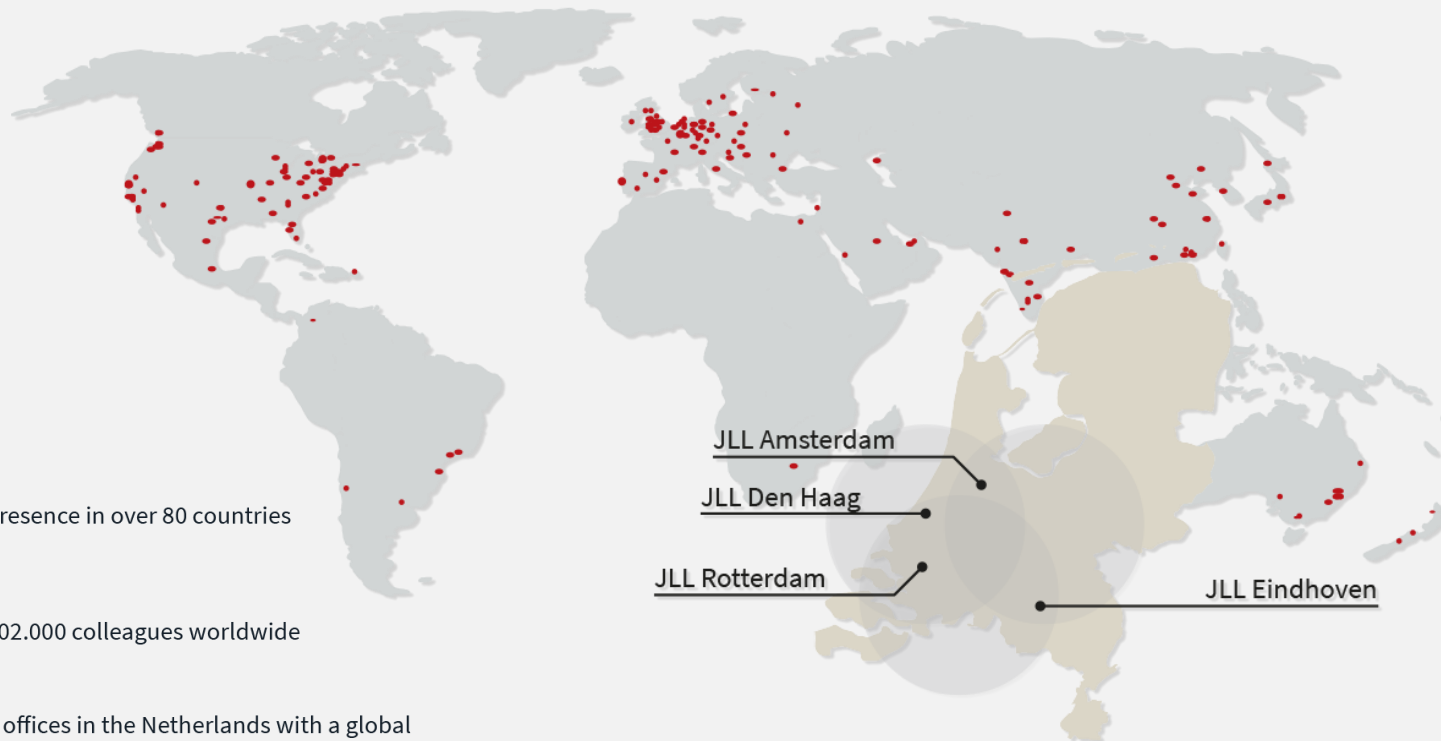 JLL Amsterdam
JLL Den Haag
resence in over 80 countries
JLL Rotterdam
JLL Eindhoven
02.000 colleagues worldwide
offices in the Netherlands with a global